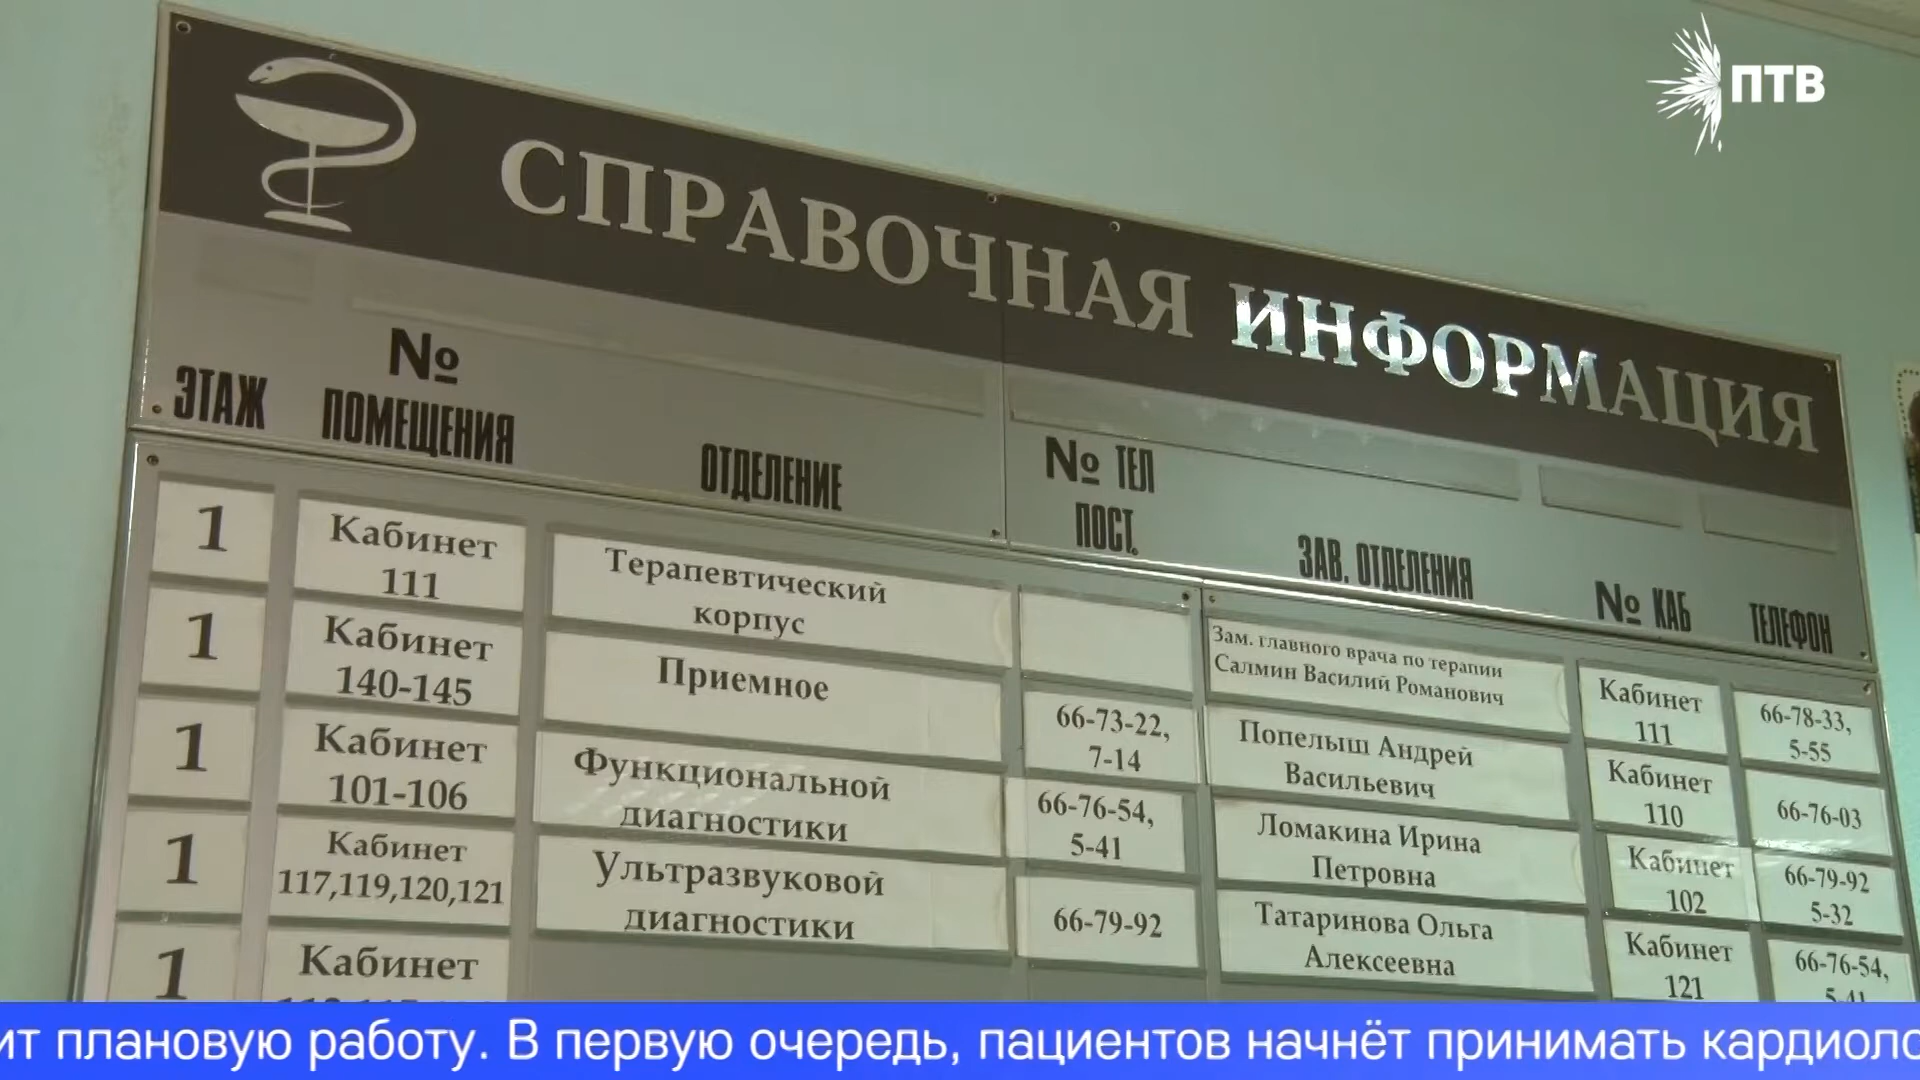 ПТВ
СПРАВОЧНАЯ ИНФОРМАЦИЯ
ЭТАЖ
№
ПОМЕЩЕНИЯ
ОТДЕЛЕНИЕ
№ ТЕЛ
ПОСТ.
ЗАВ. ОТДЕЛЕНИЯ
№ КАБ
ТЕЛЕФОН
1
Кабинет
111
Терапевтический
корпус
Зам. главного врача по терапии
Салмин Василий Романович
Кабинет
111
66-78-33,
5-55
1
Кабинет
140-145
Приемное
66-73-22,
7-14
Попелыш Андрей
Васильевич
Кабинет
110
66-76-03
1
Кабинет
101-106
Функциональной
диагностики
66-76-54,
5-41
Ломакина Ирина
Петровна
Кабинет
102
66-79-92
5-32
1
Кабинет
117,119,120,121
Ультразвуковой
диагностики
66-79-92
Татаринова Ольга
Алексеевна
Кабинет
121
66-76-54,
5-41
1
Кабинет
ит плановую работу. В первую очередь, пациентов начнёт принимать кардиоло